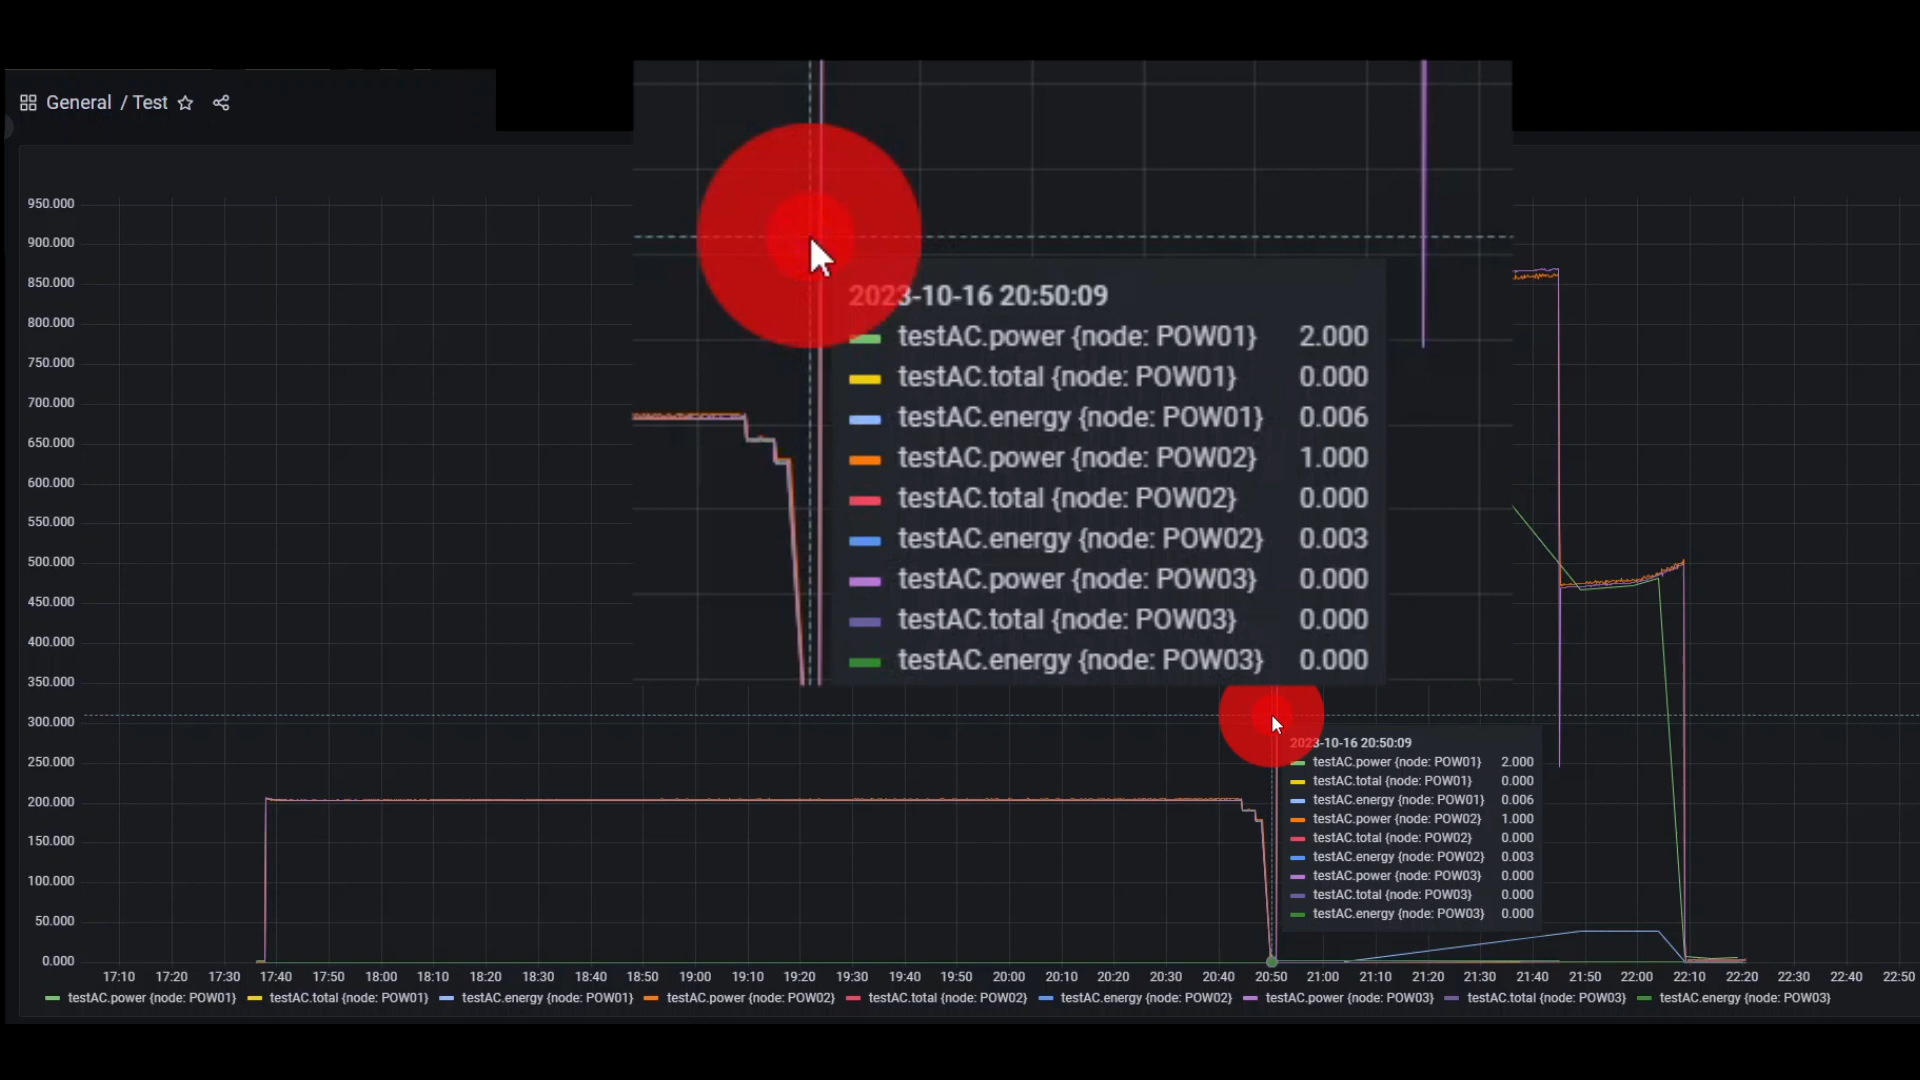 General / Test
2023-10-16 20:50:09
testAC.power {node: POW01} 2.000
testAC.total {node: POW01} 0.000
testAC.energy {node: POW01} 0.006
testAC.power {node: POW02} 1.000
testAC.total {node: POW02} 0.000
testAC.energy {node: POW02} 0.003
testAC.power {node: POW03} 0.000
testAC.total {node: POW03} 0.000
testAC.energy {node: POW03} 0.000
950.000
900.000
850.000
800.000
750.000
700.000
650.000
600.000
550.000
500.000
450.000
400.000
350.000
300.000
250.000
200.000
150.000
100.000
50.000
0.000
2023-10-16 20:50:09
testAC.power {node: POW01} 2.000
testAC.total {node: POW01} 0.000
testAC.energy {node: POW01} 0.006
testAC.power {node: POW02} 1.000
testAC.total {node: POW02} 0.000
testAC.energy {node: POW02} 0.003
testAC.power {node: POW03} 0.000
testAC.total {node: POW03} 0.000
testAC.energy {node: POW03} 0.000
17:10 17:20 17:30 17:40 17:50 18:00 18:10 18:20 18:30 18:40 18:50 19:00 19:10 19:20 19:30 19:40 19:50 20:00 20:10 20:20 20:30 20:40 20:50 21:00 21:10 21:20 21:30 21:40 21:50 22:00 22:10 22:20 22:30 22:40 22:50
testAC.power {node: POW01} testAC.total {node: POW01} testAC.energy {node: POW01} testAC.power {node: POW02} testAC.total {node: POW02} testAC.energy {node: POW02} testAC.power {node: POW03} testAC.total {node: POW03} testAC.energy {node: POW03}